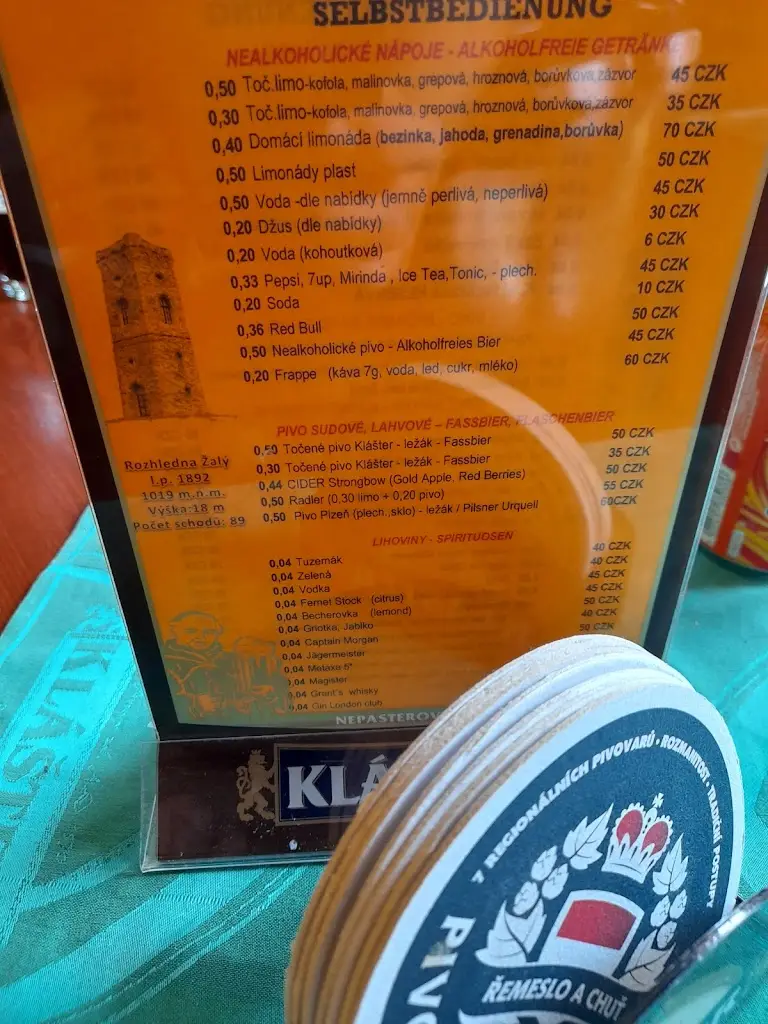 SELBSTBEDIENUNG
NEALKOHOLICKÉ NÁPOJE - ALKOHOLFREIE GETRÄNKE
0,50 Toč.limo-kofola, malinovka, grepová, hroznová, borůvková,zázvor 45 CZK
0,30 Toč.limo-kofola, malinovka, grepová, hroznová, borůvková,zázvor 35 CZK
0,40 Domácí limonáda (bezinka, jahoda, grenadina,borůvka) 70 CZK
0,50 Limonády plast 50 CZK
0,50 Voda -dle nabídky (jemně perlivá, neperlivá) 45 CZK
0,20 Džus (dle nabídky) 30 CZK
0,20 Voda (kohoutková) 6 CZK
0,33 Pepsi, 7up, Mirinda , Ice Tea,Tonic, - plech. 45 CZK
0,20 Soda 10 CZK
0,36 Red Bull 50 CZK
0,50 Nealkoholické pivo - Alkoholfreies Bier 45 CZK
0,20 Frappe (káva 7g, voda, led, cukr, mléko) 60 CZK
PIVO SUDOVÉ, LAHVOVÉ – FASSBIER, FLASCHENBIER
0,50 Točené pivo Klášter - ležák - Fassbier 50 CZK
0,30 Točené pivo Klášter - ležák - Fassbier 35 CZK
0,44 CIDER Strongbow (Gold Apple, Red Berries) 50 CZK
0,50 Radler (0,30 limo + 0,20 pivo) 55 CZK
0,50 Pivo Plzeň (plech.,sklo) - ležák / Pilsner Urquell 60CZK
Rozhledna Žalý
l.p. 1892
1019 m.n.m.
Výška:18 m
Počet schodů: 89
LIHOVINY - SPIRITUOSEN
0,04 Tuzemák 40 CZK
0,04 Zelená 40 CZK
0,04 Vodka 45 CZK
0,04 Fernet Stock (citrus) 45 CZK
0,04 Becherovka (lemond) 50 CZK
0,04 Griotka, Jablko 40 CZK
0,04 Captain Morgan 50 CZK
0,04 Jägermeister
0,04 Metaxa 5*
0,04 Magister
0,04 Grant's whisky
0,04 Gin London club
NEPASTEROV
KLÁ
KLÁŠTE
7 REGIONÁLNÍCH PIVOVARŮ · ROZMANITOST · TRADIČNÍ POSTUPY
PIVO
ŘEMESLO A CHUŤ